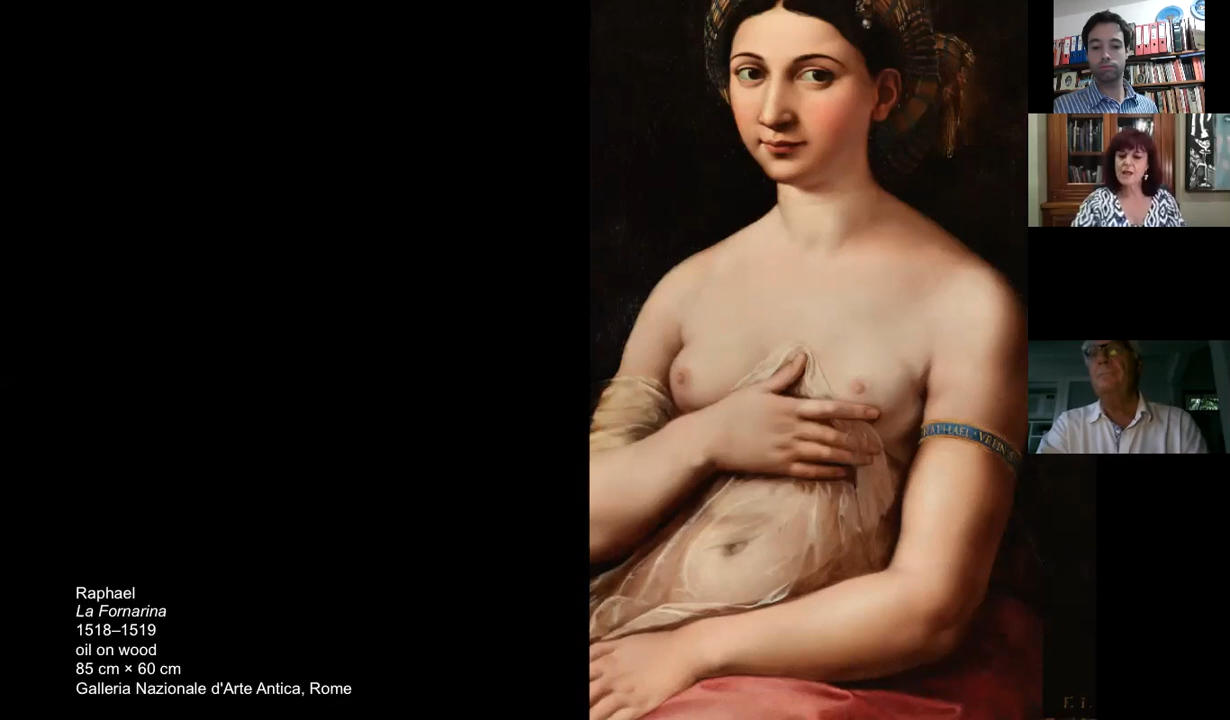 Raphael
La Fornarina
1518–1519
oil on wood
85 cm × 60 cm
Galleria Nazionale d'Arte Antica, Rome
RAPHAEL • VRBIN